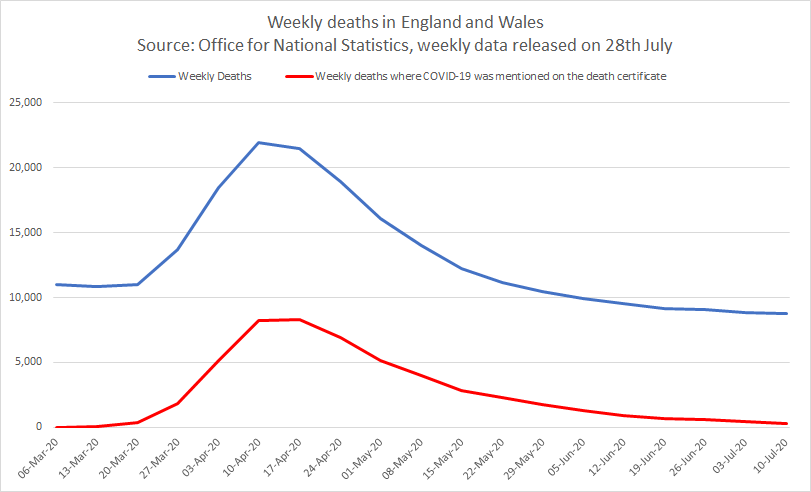 Weekly deaths in England and Wales
Source: Office for National Statistics, weekly data released on 28th July
Weekly Deaths
Weekly deaths where COVID-19 was mentioned on the death certificate
25,000
20,000
15,000
10,000
5,000
0
06-Mar-20
13-Mar-20
20-Mar-20
27-Mar-20
03-Apr-20
10-Apr-20
17-Apr-20
24-Apr-20
01-May-20
08-May-20
15-May-20
22-May-20
29-May-20
05-Jun-20
12-Jun-20
19-Jun-20
26-Jun-20
03-Jul-20
10-Jul-20